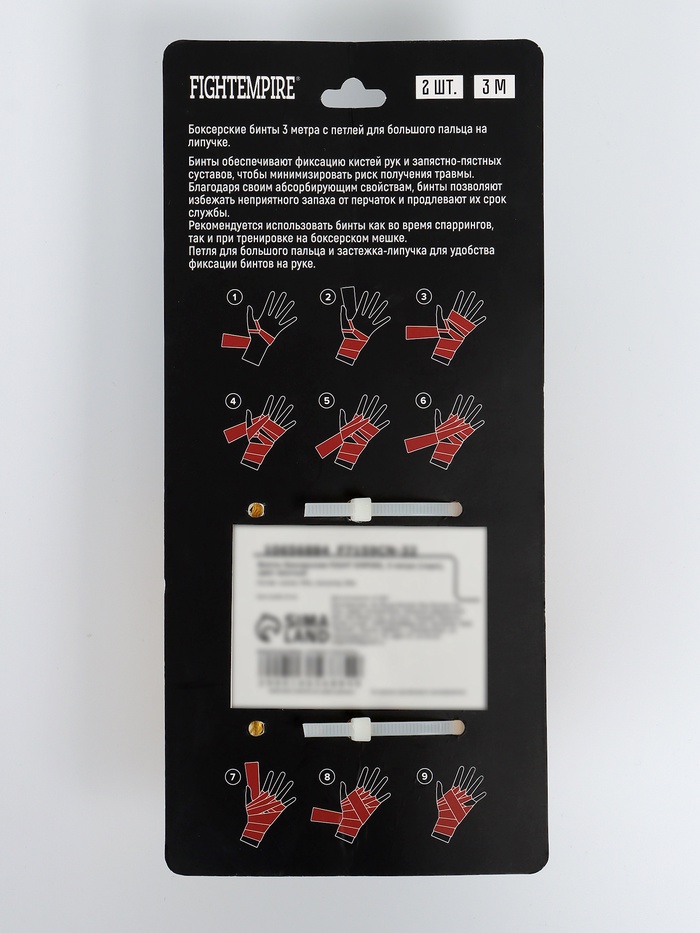 FIGHTEMPIRE®
2 ШТ. 3 М
Боксерские бинты 3 метра с петлей для большого пальца на
липучке.
Бинты обеспечивают фиксацию кистей рук и запястно-пястных
суставов, чтобы минимизировать риск получения травмы.
Благодаря своим абсорбирующим свойствам, бинты позволяют
избежать неприятного запаха от перчаток и продлевают их срок
службы.
Рекомендуется использовать бинты как во время спаррингов,
так и при тренировке на боксерском мешке.
Петля для большого пальца и застежка-липучка для удобства
фиксации бинтов на руке.
1 2 3
4 5 6
SIMA
LAND
7 8 9